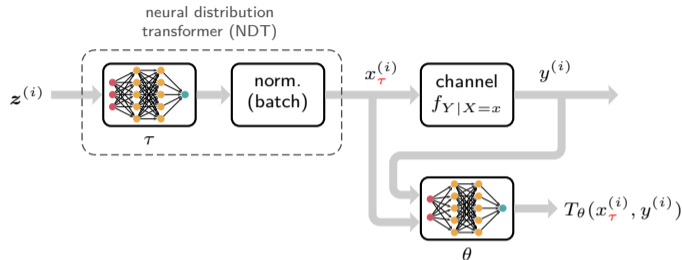 neural distribution
transformer (NDT)
z^{(i)}
τ
norm.
(batch)
x_τ^{(i)}
channel
f_{Y|X=x}
y^{(i)}
θ
T_θ(x_τ^{(i)}, y^{(i)})